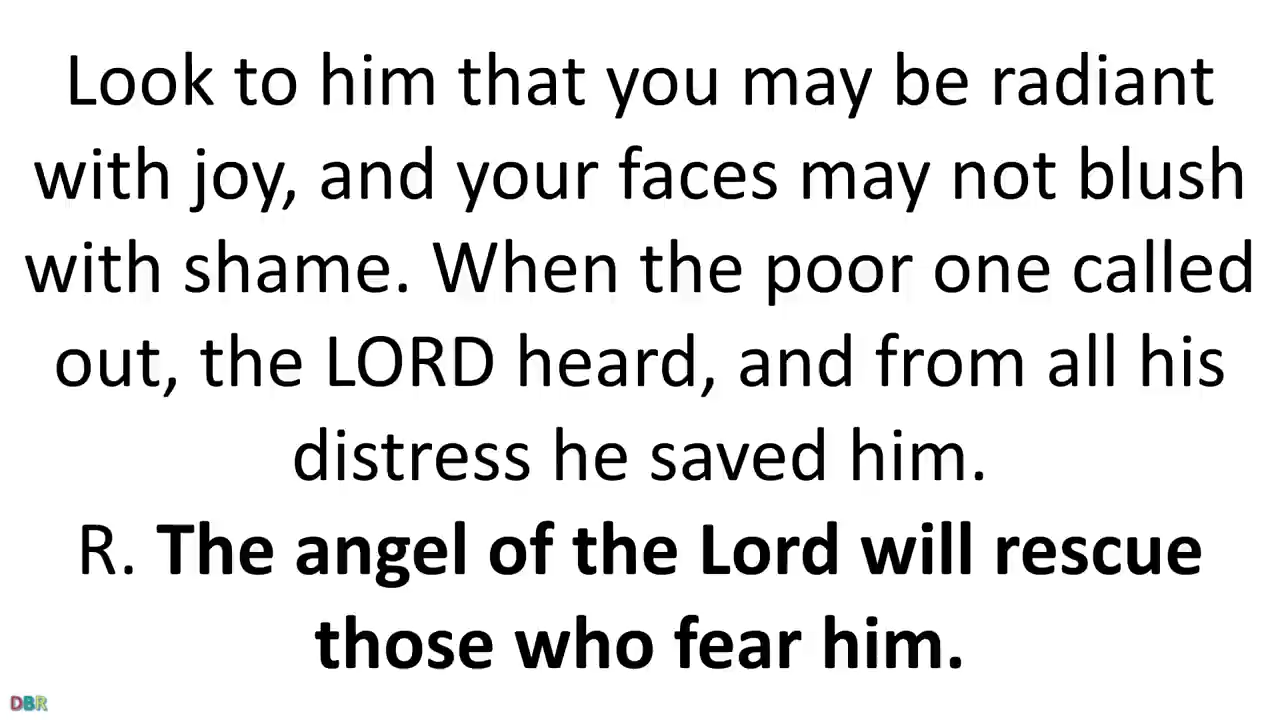 Look to him that you may be radiant
with joy, and your faces may not blush
with shame. When the poor one called
out, the LORD heard, and from all his
distress he saved him.
R. The angel of the Lord will rescue
those who fear him.
DBR